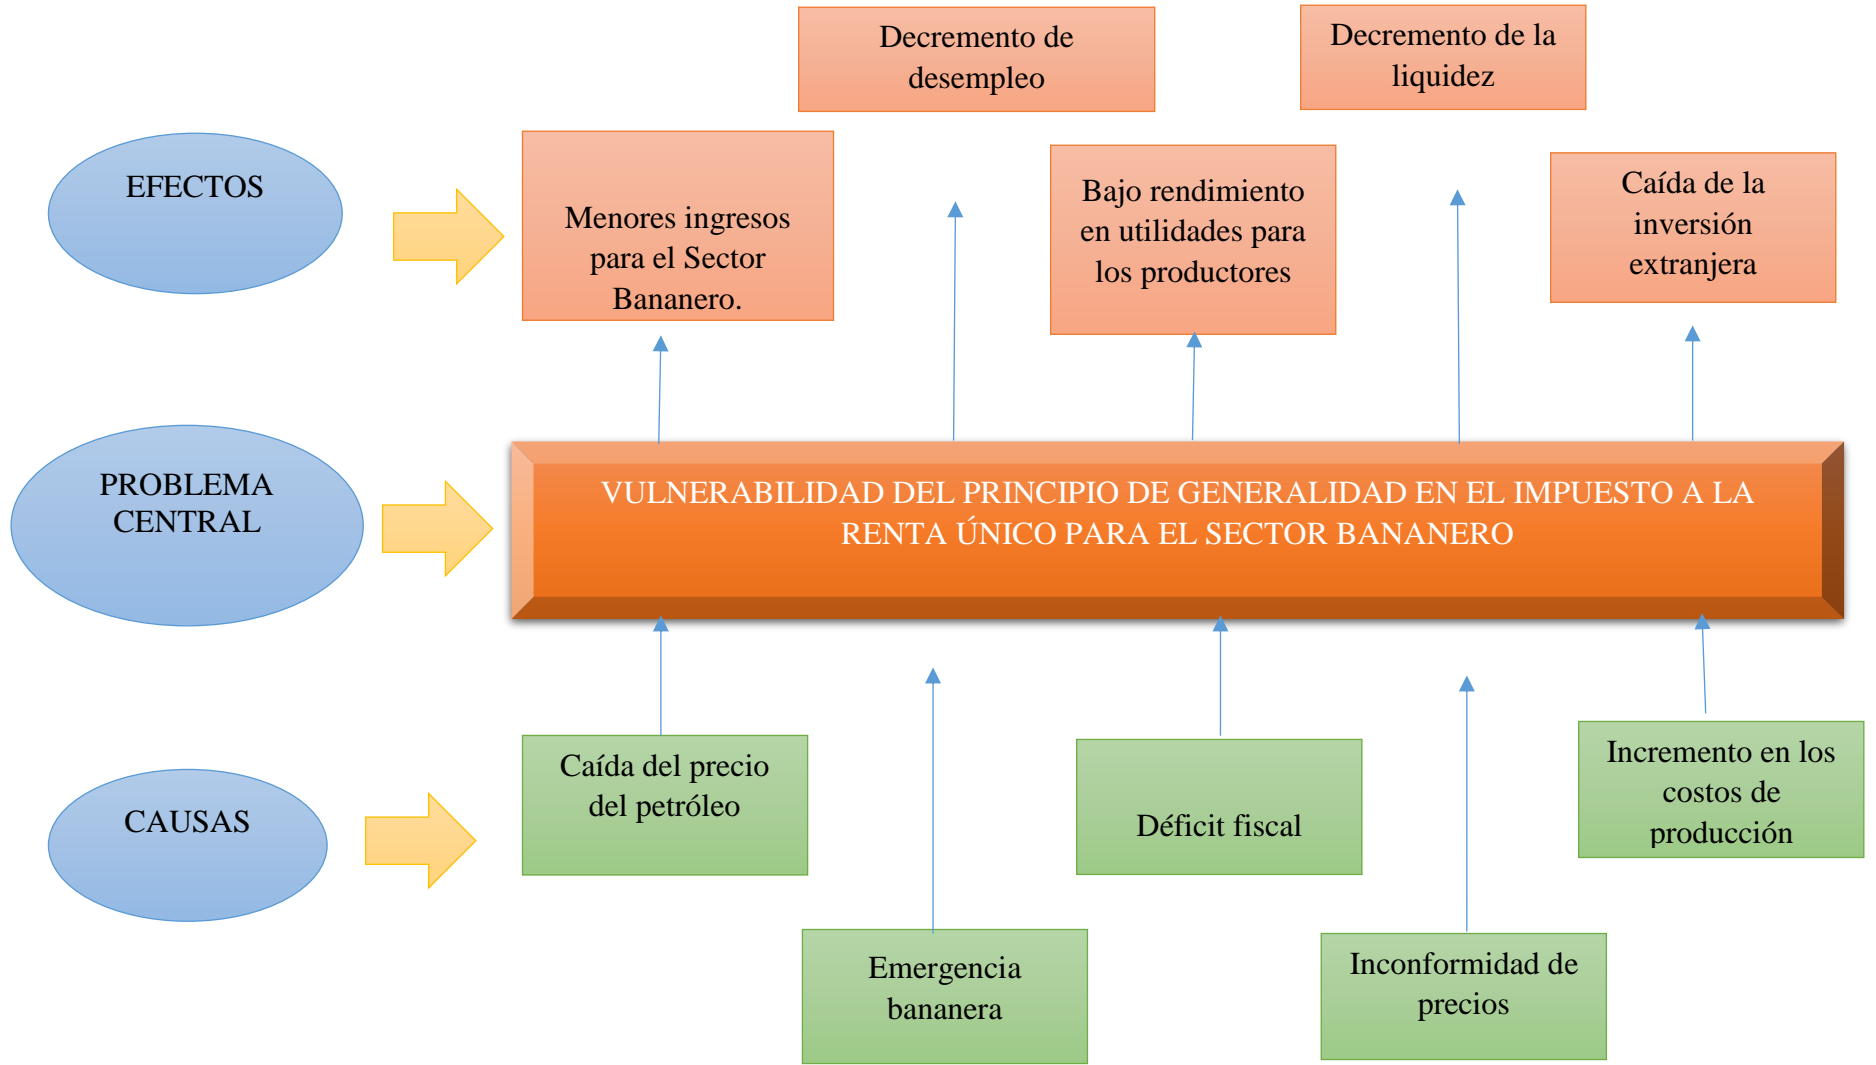 Decremento de
desempleo
Decremento de la
liquidez
EFECTOS
Menores ingresos
para el Sector
Bananero.
Bajo rendimiento
en utilidades para
los productores
Caída de la
inversión
extranjera
PROBLEMA
CENTRAL
VULNERABILIDAD DEL PRINCIPIO DE GENERALIDAD EN EL IMPUESTO A LA
RENTA ÚNICO PARA EL SECTOR BANANERO
CAUSAS
Caída del precio
del petróleo
Déficit fiscal
Incremento en los
costos de
producción
Emergencia
bananera
Inconformidad de
precios